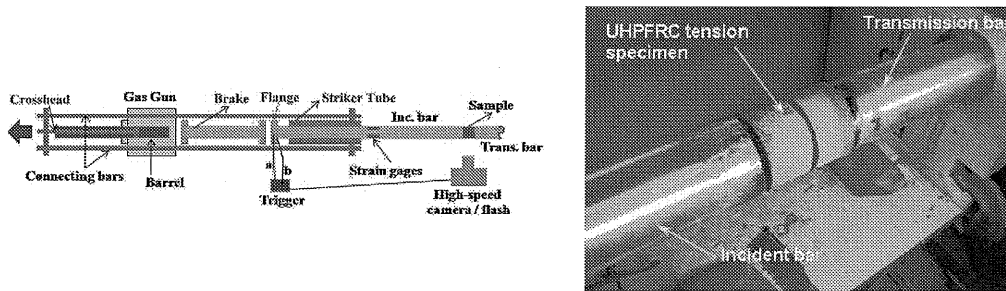 Crosshead
Gas Gun
Brake
Flange
Striker Tube
Inc. bar
Sample
Trans. bar
Connecting bars
Barrel
a
b
Trigger
Strain gages
High-speed
camera / flash
UHPFRC tension
specimen
Transmission ba
Incident bar